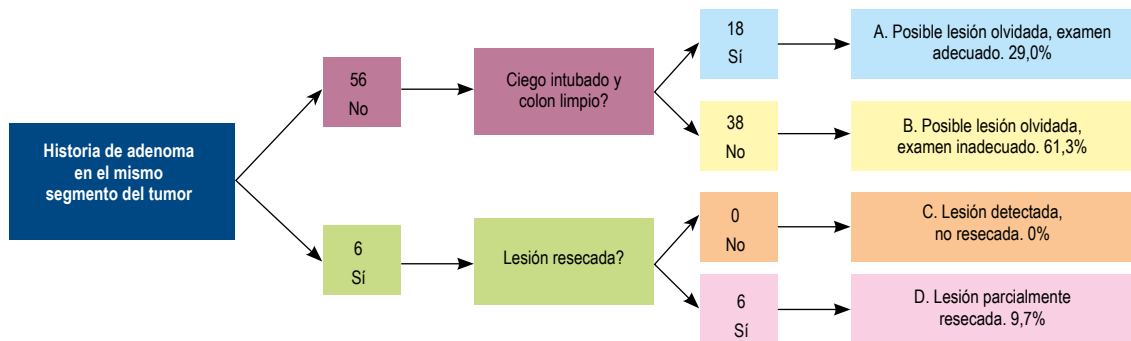 Historia de adenoma
en el mismo
segmento del tumor
56
No
Ciego intubado y
colon limpio?
18
Sí
A. Posible lesión olvidada, examen
adecuado. 29,0%
38
No
B. Posible lesión olvidada,
examen inadecuado. 61,3%
6
Sí
Lesión resecada?
0
No
C. Lesión detectada,
no resecada. 0%
6
Sí
D. Lesión parcialmente
resecada. 9,7%